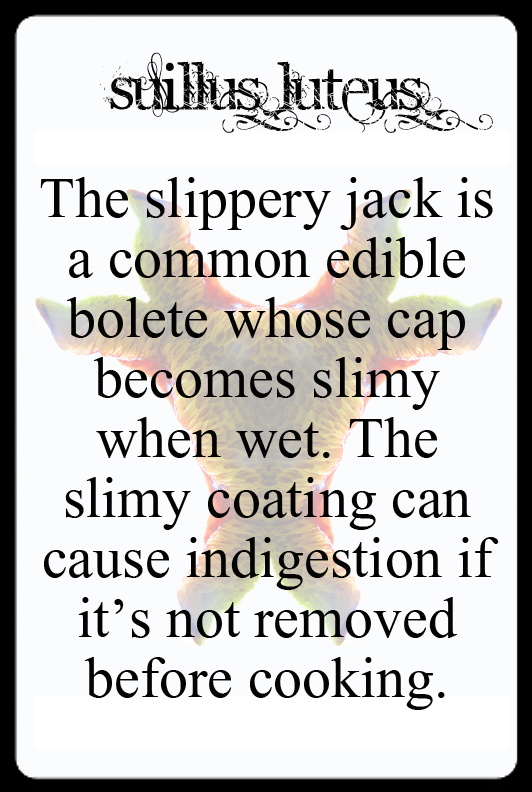 suillus luteus
The slippery jack is
a common edible
bolete whose cap
becomes slimy
when wet. The
slimy coating can
cause indigestion if
it’s not removed
before cooking.